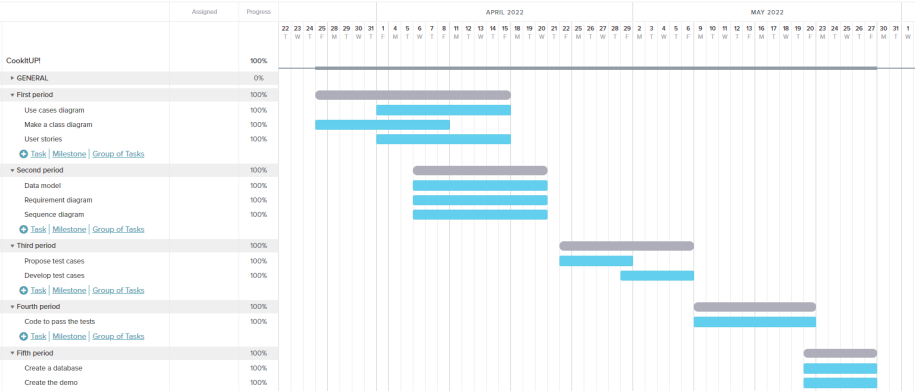 Assigned Progress APRIL 2022 MAY 2022
22 23 24 25 28 29 30 31 1 4 5 6 7 8 11 12 13 14 15 18 19 20 21 22 25 26 27 28 29 2 3 4 5 6 9 10 11 12 13 16 17 18 19 20 23 24 25 26 27 30 31 1
T W T F M T W T F M T W T F M T W T F M T W T F M T W T F M T W T F M T W T F M T W T F M T W T F M T W
CookItUP! 100%
GENERAL 0%
First period 100%
Use cases diagram 100%
Make a class diagram 100%
User stories 100%
Task | Milestone | Group of Tasks
Second period 100%
Data model 100%
Requirement diagram 100%
Sequence diagram 100%
Task | Milestone | Group of Tasks
Third period 100%
Propose test cases 100%
Develop test cases 100%
Task | Milestone | Group of Tasks
Fourth period 100%
Code to pass the tests 100%
Task | Milestone | Group of Tasks
Fifth period 100%
Create a database 100%
Create the demo 100%